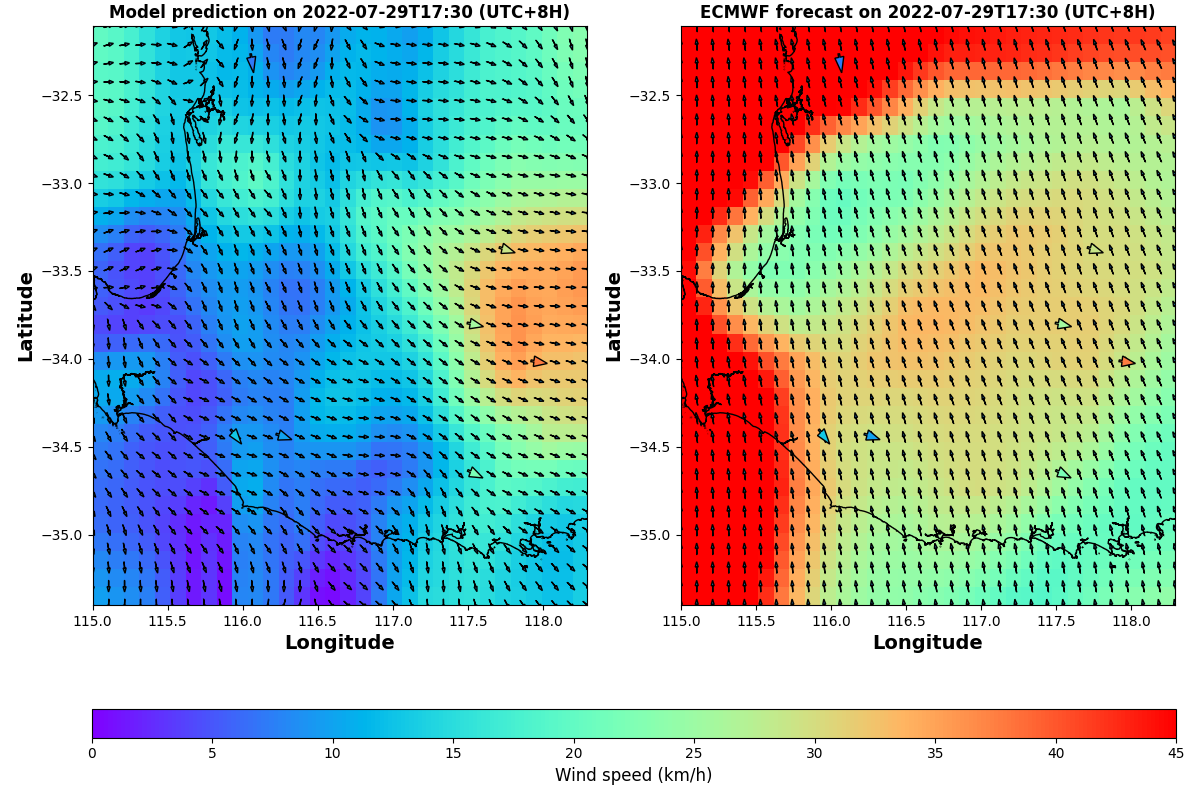 Model prediction on 2022-07-29T17:30 (UTC+8H)
ECMWF forecast on 2022-07-29T17:30 (UTC+8H)
Latitude
−32.5
−33.0
−33.5
−34.0
−34.5
−35.0
115.0 115.5 116.0 116.5 117.0 117.5 118.0
Longitude
Latitude
−32.5
−33.0
−33.5
−34.0
−34.5
−35.0
115.0 115.5 116.0 116.5 117.0 117.5 118.0
Longitude
0 5 10 15 20 25 30 35 40 45
Wind speed (km/h)